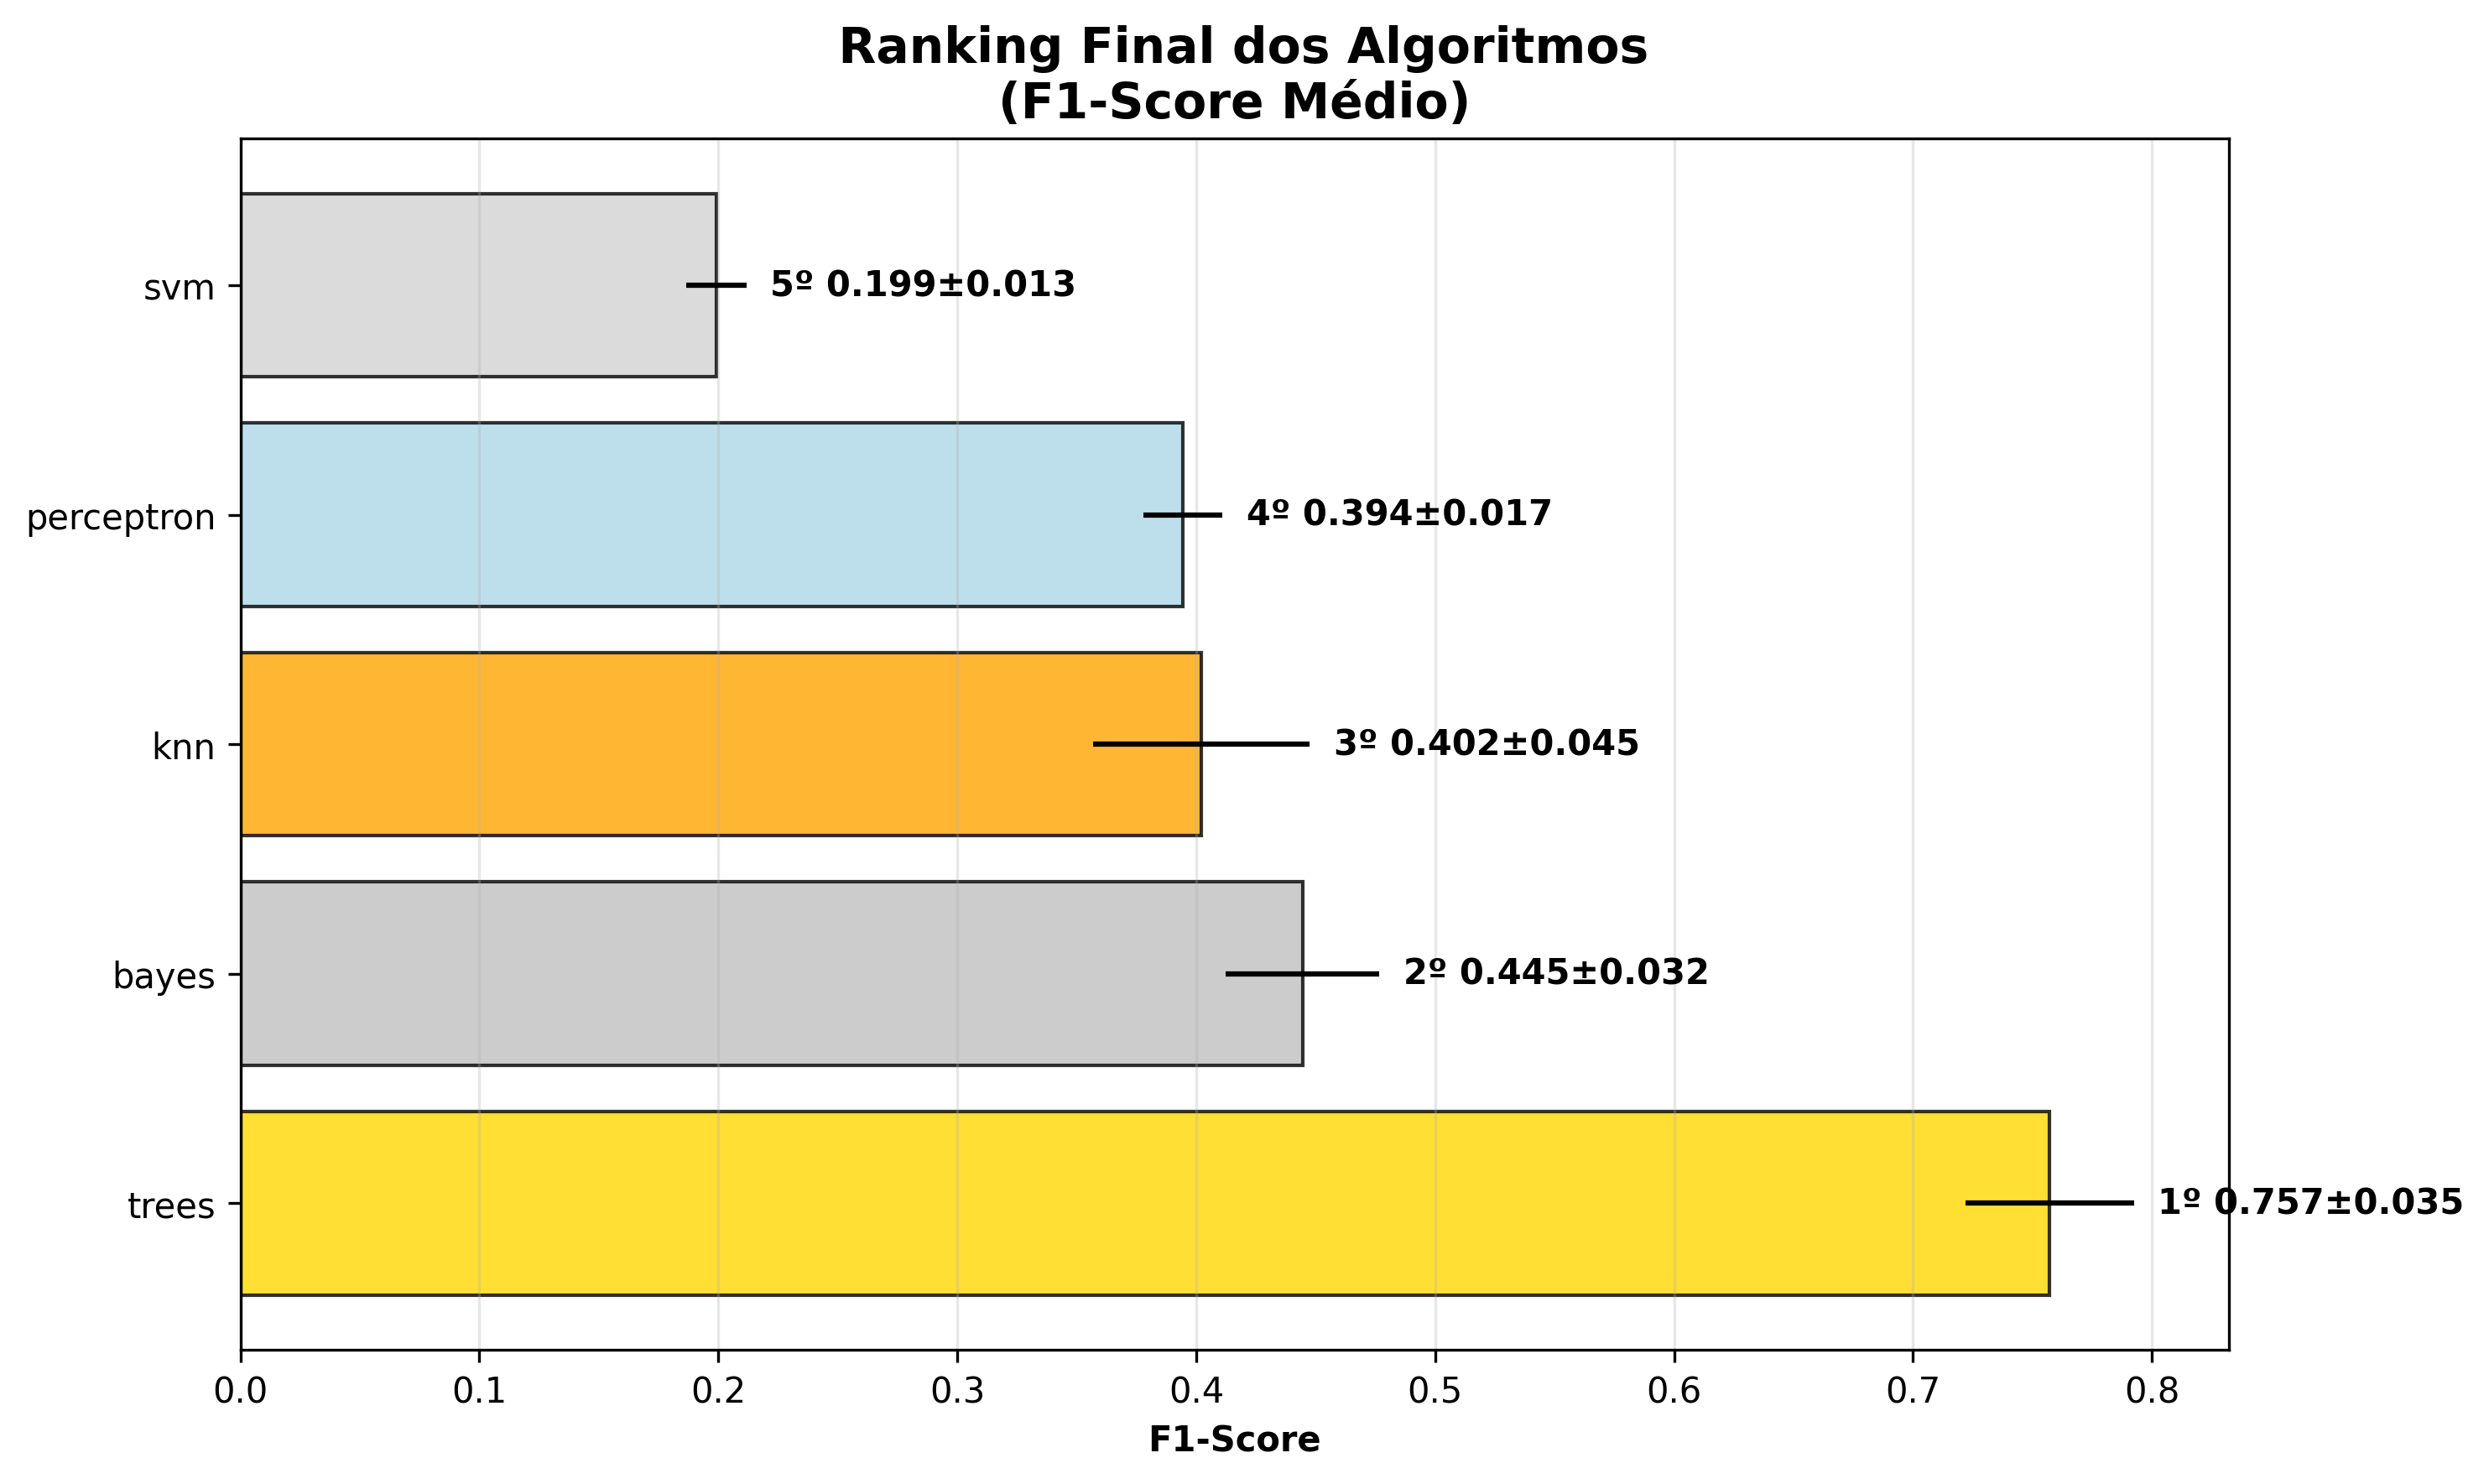 Ranking Final dos Algoritmos
(F1-Score Médio)
svm
5º 0.199±0.013
perceptron
4º 0.394±0.017
knn
3º 0.402±0.045
bayes
2º 0.445±0.032
trees
1º 0.757±0.035
0.0 0.1 0.2 0.3 0.4 0.5 0.6 0.7 0.8
F1-Score